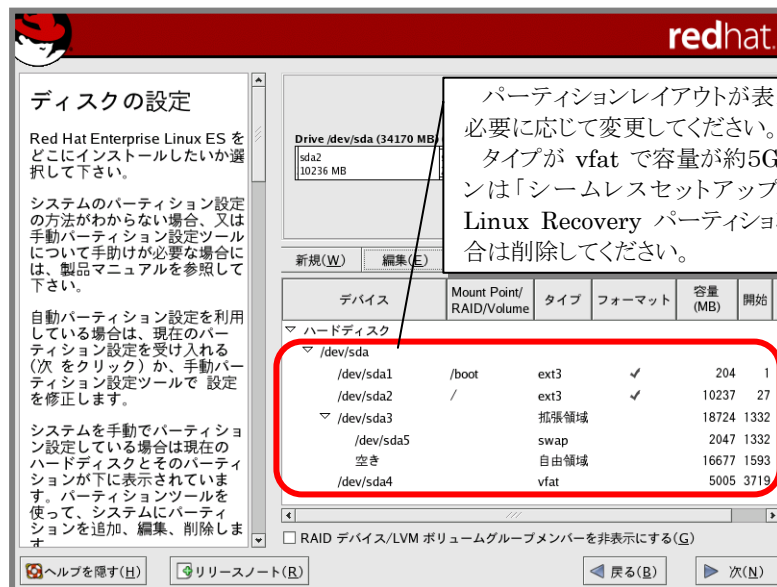 redhat.
ディスクの設定
Red Hat Enterprise Linux ES を
どこにインストールしたいか選
択して下さい。
システムのパーティション設定
の方法がわからない場合、又は
手動パーティション設定ツール
について手助けが必要な場合に
は、製品マニュアルを参照して
下さい。
自動パーティション設定を利用
している場合は、現在のパー
ティション設定を受け入れる
(次 をクリック）か、手動パー
ティション設定ツールで 設定
を修正します。
システムを手動でパーティショ
ン設定している場合は現在の
ハードディスクとそのパーティ
ションが下に表示されていま
す。パーティションツールを
使って、システムにパーティ
ションを追加、編集、削除しま
Drive /dev/sda (34170 MB)
sda2
10236 MB
パーティションレイアウトが表
必要に応じて変更してください。
タイプが vfat で容量が約5G
ンは「シームレスセットアップ
Linux Recovery パーティショ
合は削除してください。
新規(W) 編集(E)
デバイス Mount Point/ RAID/Volume タイプ フォーマット 容量 (MB) 開始
▽ ハードディスク
▽ /dev/sda
/dev/sda1 /boot ext3 ✓ 204 1
/dev/sda2 / ext3 ✓ 10237 27
▽ /dev/sda3 拡張領域 18724 1332
/dev/sda5 swap 2047 1332
空き 自由領域 16677 1593
/dev/sda4 vfat 5005 3719
RAID デバイス/LVM ボリュームグループメンバーを非表示にする(G)
ヘルプを隠す(H) リリースノート(R) 戻る(B) 次(N)